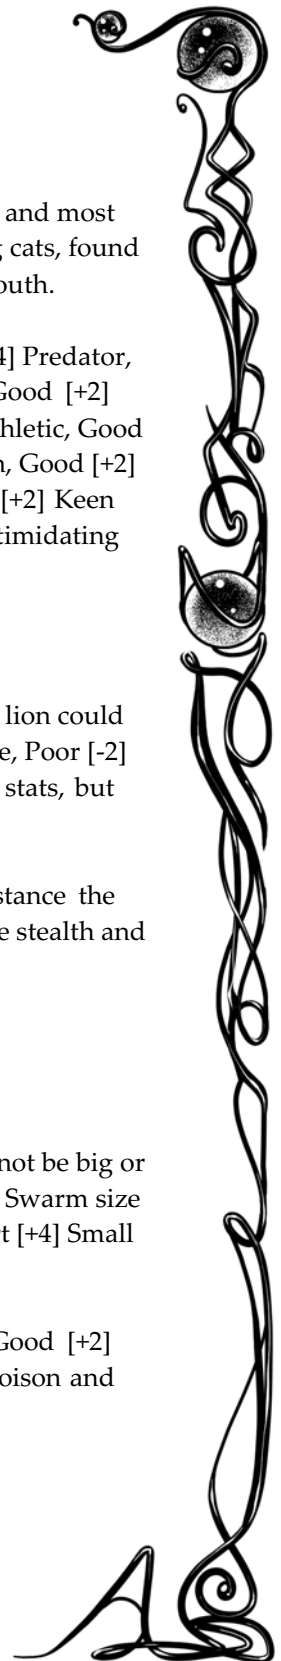 and most
cats, found
outh.
4] Predator,
Good [+2]
hletic, Good
n, Good [+2]
[+2] Keen
timidating
lion could
e, Poor [-2]
stats, but
stance the
e stealth and
not be big or
Swarm size
t [+4] Small
Good [+2]
oison and